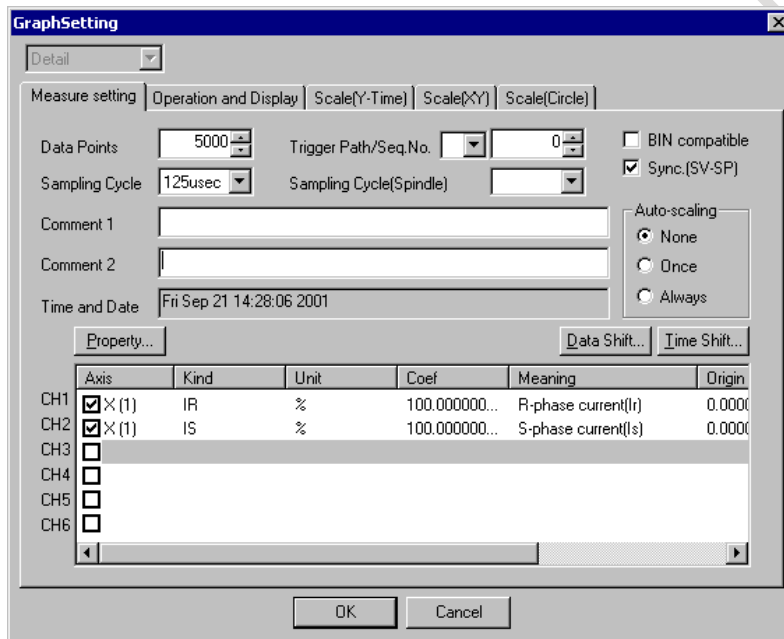 GraphSetting
Detail
Measure setting Operation and Display Scale(Y-Time) Scale(XY) Scale(Circle)
Data Points 5000 Trigger Path/Seq.No. 0 BIN compatible
Sync.(SV-SP)
Sampling Cycle 125usec Sampling Cycle(Spindle)
Auto-scaling
Comment 1
None
Comment 2
Once
Time and Date Fri Sep 21 14:28:06 2001
Always
Property... Data Shift... Time Shift...
Axis Kind Unit Coef Meaning Origin
CH1 X (1) IR % 100.000000... R-phase current(Ir) 0.000
CH2 X (1) IS % 100.000000... S-phase current(Is) 0.000
CH3
CH4
CH5
CH6
OK Cancel